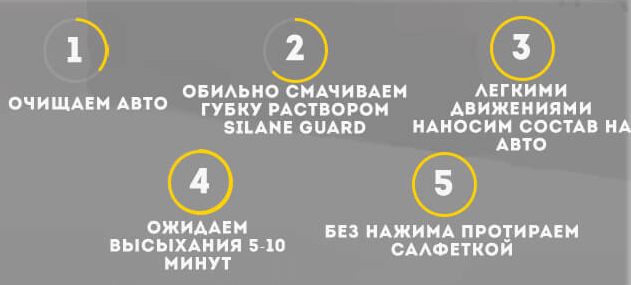 1
ОЧИЩАЕМ АВТО
2
ОБИЛЬНО СМАЧИВАЕМ
ГУБКУ РАСТВОРОМ
SILANE GUARD
3
ЛЕГКИМИ
ДВИЖЕНИЯМИ
НАНОСИМ СОСТАВ НА
АВТО
4
ОЖИДАЕМ
ВЫСЫХАНИЯ 5-10
МИНУТ
5
БЕЗ НАЖИМА ПРОТИРАЕМ
САЛФЕТКОЙ